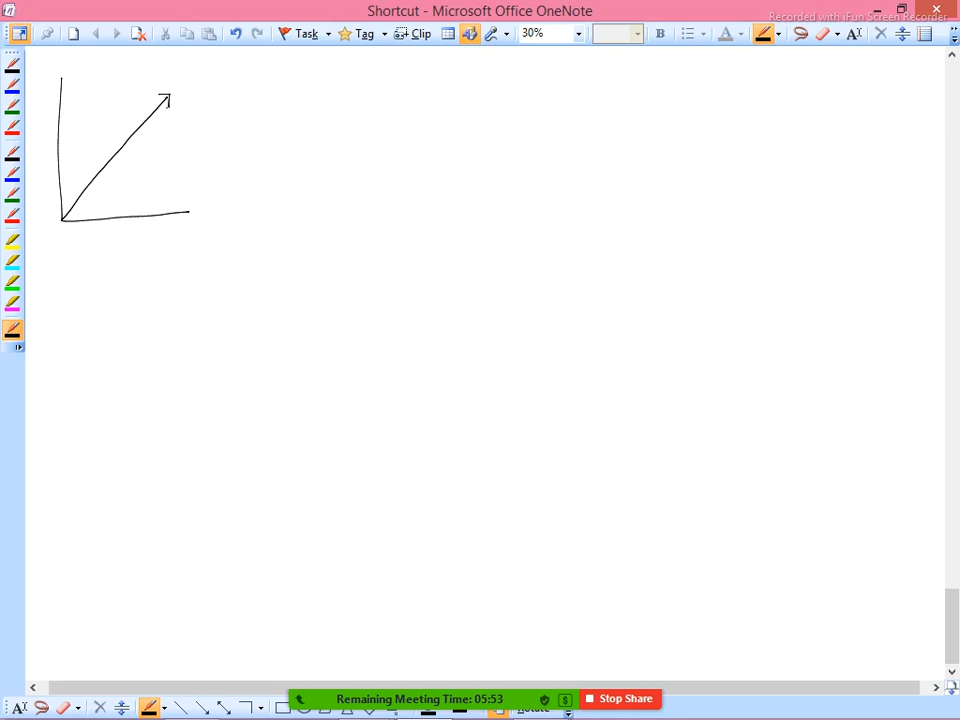 Shortcut - Microsoft Office OneNote
Recorded with iFun Screen Recorder
Task Tag Clip 30% B A A
Remaining Meeting Time: 05:53 $ Stop Share
A